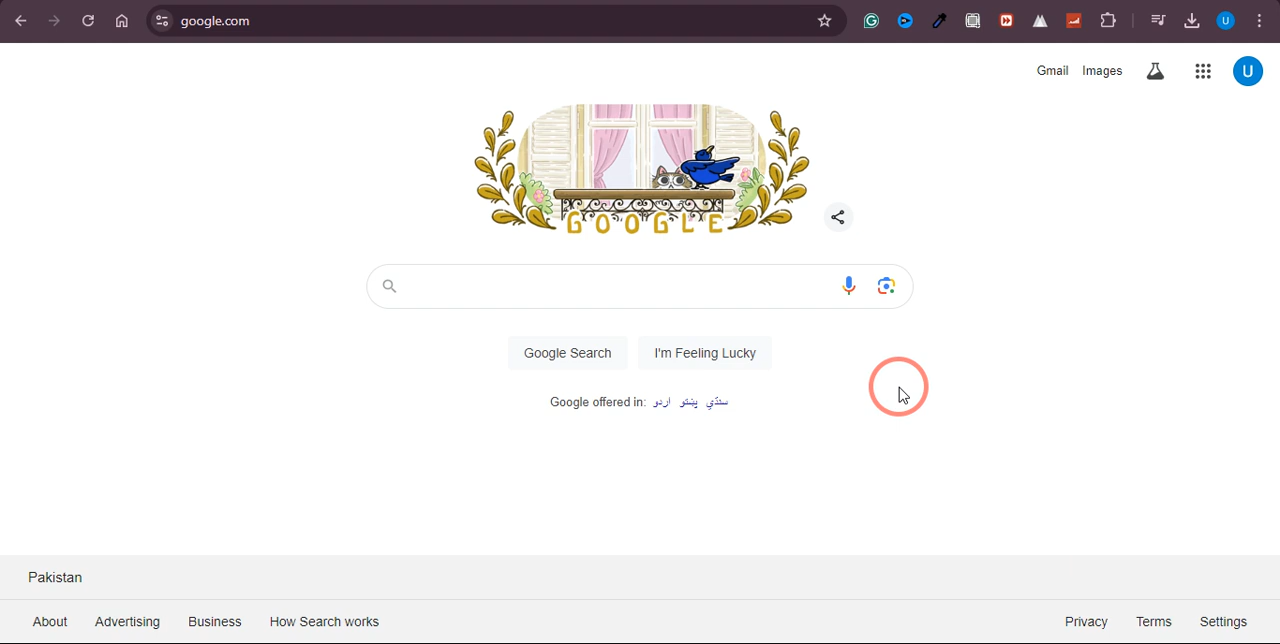 google.com
U
Gmail Images
U
GOOGLE
Google Search I'm Feeling Lucky
Google offered in: اردو پښتو سنڌي
Pakistan
About Advertising Business How Search works
Privacy Terms Settings